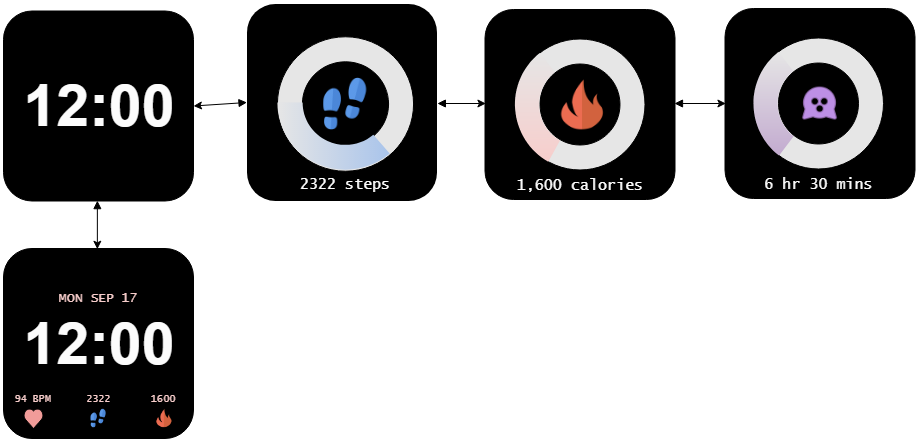 12:00
2322 steps
1,600 calories
6 hr 30 mins
MON SEP 17
12:00
94 BPM
2322
1600